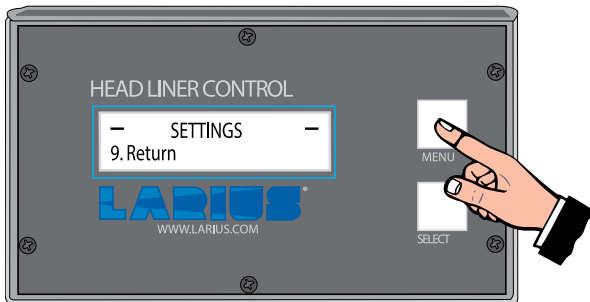 HEAD LINER CONTROL
– SETTINGS –
9. Return
MENU
LARIUS®
WWW.LARIUS.COM
SELECT